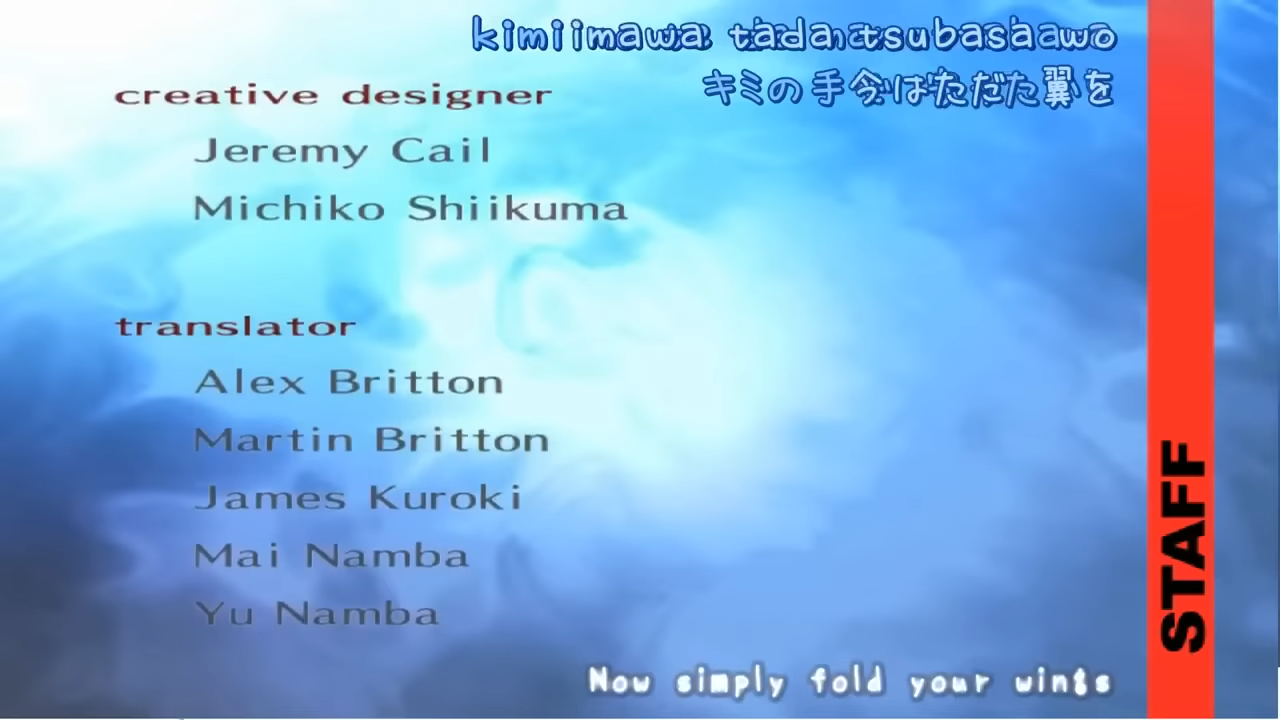 kimiimawa
キミの手今はただた翼を
creative designer
Jeremy Cail
Michiko Shiikuma
translator
Alex Britton
Martin Britton
James Kuroki
Mai Namba
Yu Namba
STAFF
Now simply fold your wings